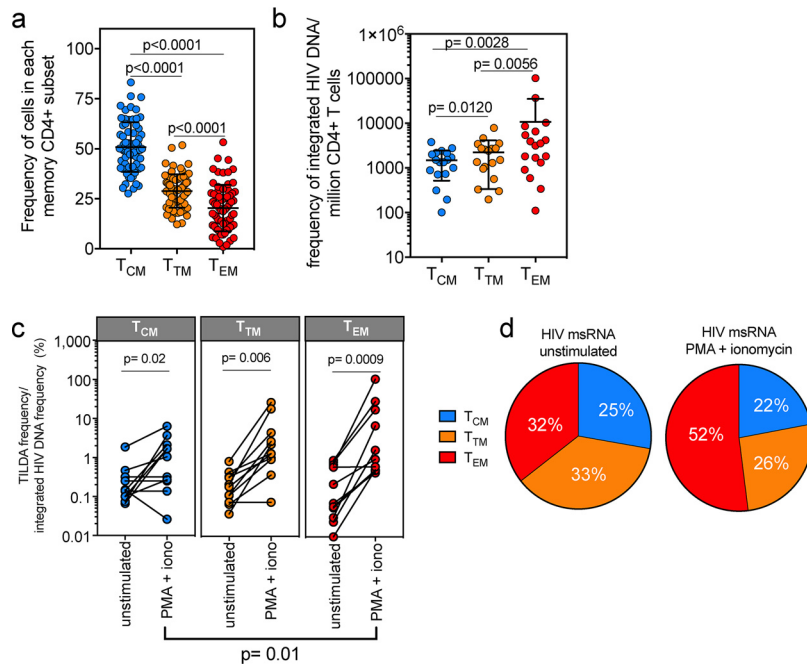 a
Frequency of cells in each
memory CD4+ subset
100
75
50
25
0
p<0.0001
p<0.0001
p<0.0001
TCM
TTM
TEM
b
frequency of integrated HIV DNA/
million CD4+ T cells
1×10⁶
100000
10000
1000
100
10
p= 0.0028
p= 0.0056
p= 0.0120
TCM
TTM
TEM
c
TILDA frequency/
integrated HIV DNA frequency (%)
TCM
TTM
TEM
1,000
100
10
1
0.1
0.01
p= 0.02
p= 0.006
p= 0.0009
unstimulated
PMA + iono
unstimulated
PMA + iono
unstimulated
PMA + iono
p= 0.01
d
HIV msRNA
unstimulated
HIV msRNA
PMA + ionomycin
TCM
TTM
TEM
32%
25%
33%
52%
22%
26%